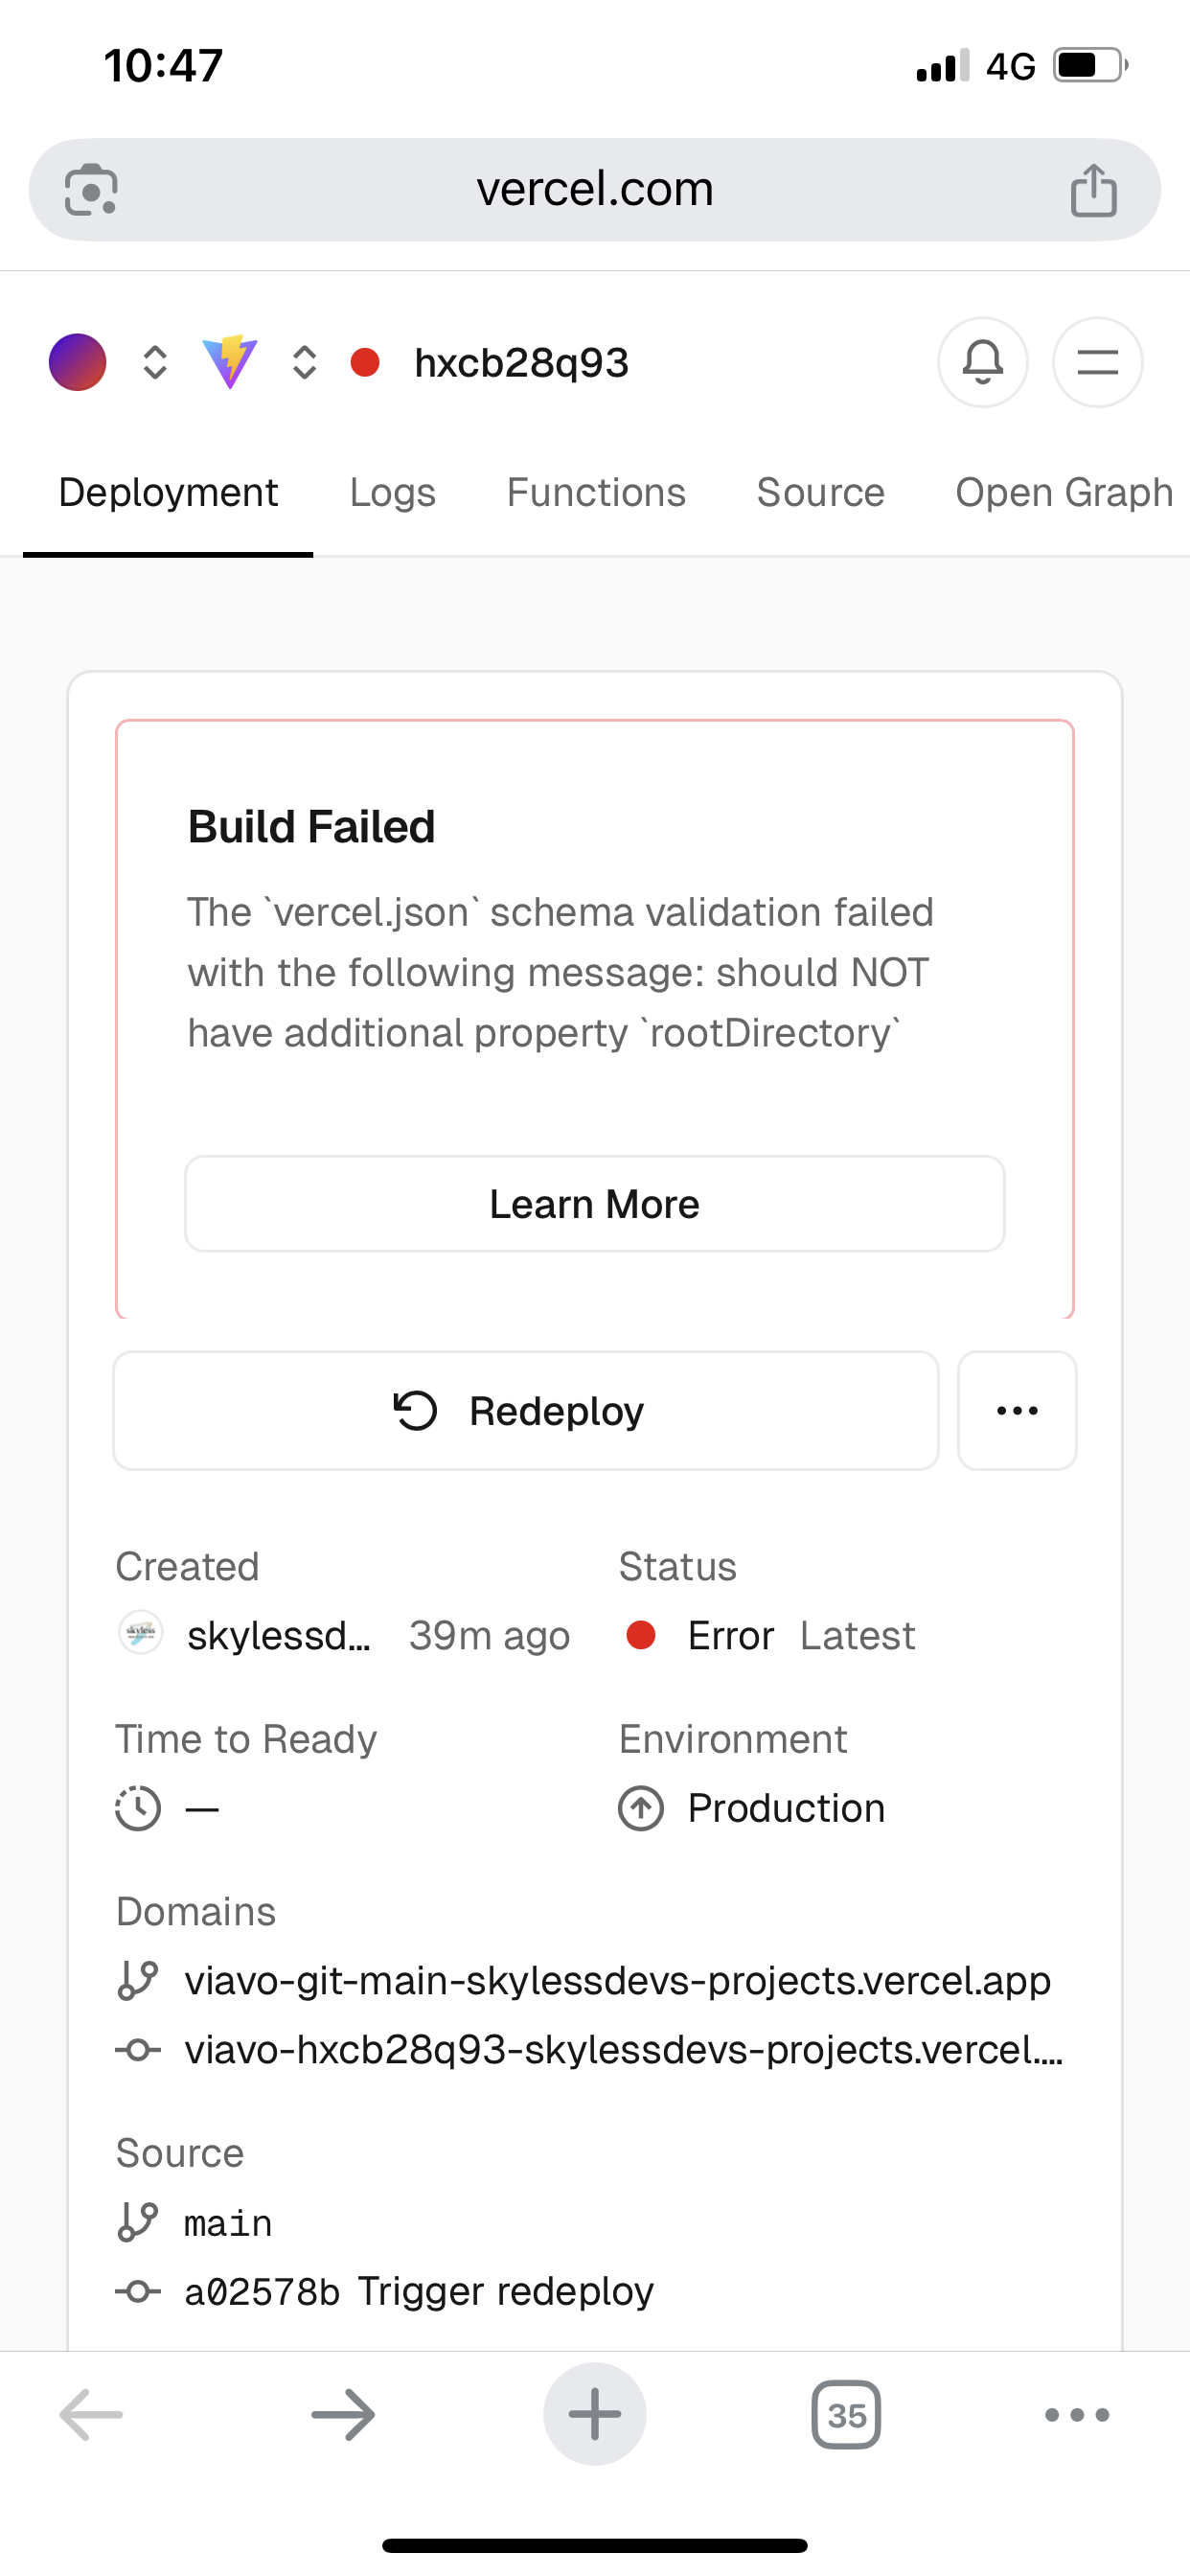 10:47
4G
vercel.com
hxcb28q93
Deployment Logs Functions Source Open Graph
Build Failed
The `vercel.json` schema validation failed
with the following message: should NOT
have additional property `rootDirectory`
Learn More
Redeploy
Created Status
skyless
skylessd... 39m ago Error Latest
Time to Ready Environment
— Production
Domains
viavo-git-main-skylessdevs-projects.vercel.app
viavo-hxcb28q93-skylessdevs-projects.vercel....
Source
main
a02578b Trigger redeploy
35